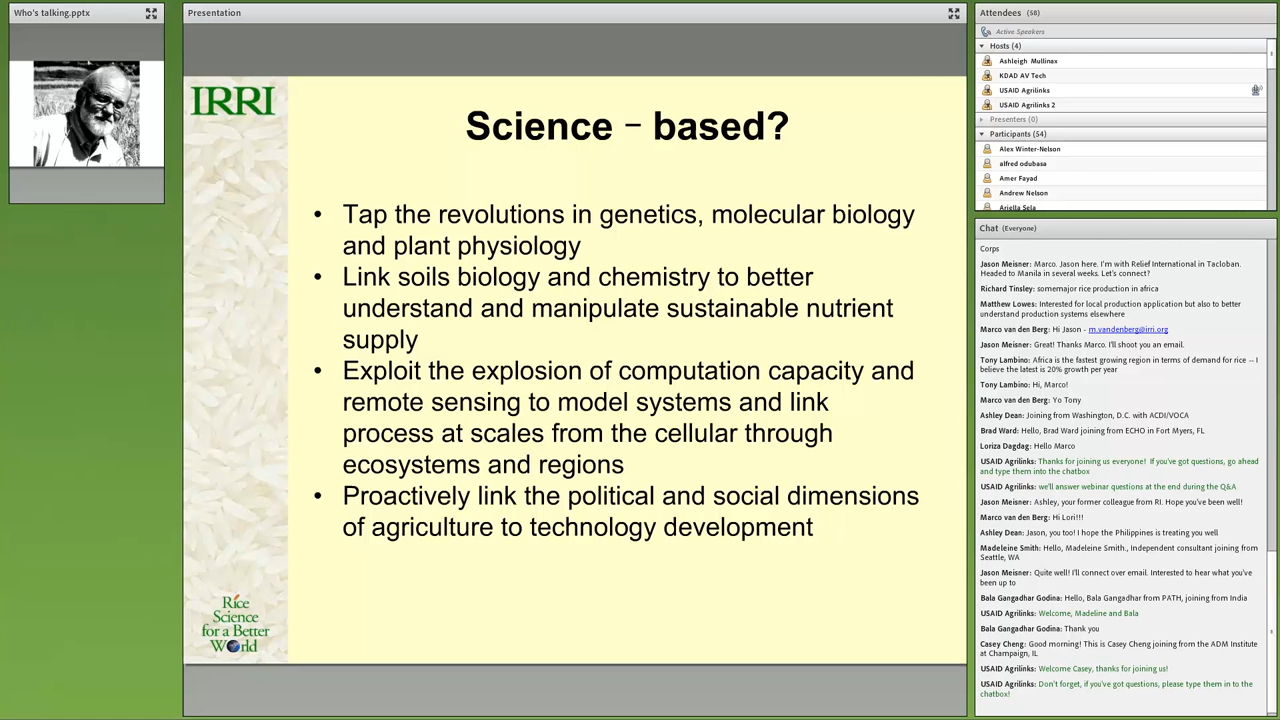 Who's talking.pptx
Presentation
IRRI
Science – based?
• Tap the revolutions in genetics, molecular biology
and plant physiology
• Link soils biology and chemistry to better
understand and manipulate sustainable nutrient
supply
• Exploit the explosion of computation capacity and
remote sensing to model systems and link
process at scales from the cellular through
ecosystems and regions
• Proactively link the political and social dimensions
of agriculture to technology development
Rice
Science
for a Better
World
Attendees (58)
Active Speakers
Hosts (4)
Ashleigh Mullinax
KDAD AV Tech
USAID Agrilinks
USAID Agrilinks 2
Presenters (0)
Participants (54)
Alex Winter-Nelson
alfred odubasa
Amer Fayad
Andrew Nelson
Ariella Sela
Chat (Everyone)
Corps
Jason Meisner: Marco. Jason here. I'm with Relief International in Tacloban.
Headed to Manila in several weeks. Let's connect?
Richard Tinsley: somemajor rice production in africa
Matthew Lowes: Interested for local production application but also to better
understand production systems elsewhere
Marco van den Berg: Hi Jason - m.vandenberg@irri.org
Jason Meisner: Great! Thanks Marco. I'll shoot you an email.
Tony Lambino: Africa is the fastest growing region in terms of demand for rice -- I
believe the latest is 20% growth per year
Tony Lambino: Hi, Marco!
Marco van den Berg: Yo Tony
Ashley Dean: Joining from Washington, D.C. with ACDI/VOCA
Brad Ward: Hello, Brad Ward joining from ECHO in Fort Myers, FL
Loriza Dagdag: Hello Marco
USAID Agrilinks: Thanks for joining us everyone! If you've got questions, go ahead
and type them into the chatbox
USAID Agrilinks: we'll answer webinar questions at the end during the Q&A
Jason Meisner: Ashley, your former colleague from RI. Hope you've been well!
Marco van den Berg: Hi Lori!!!
Ashley Dean: Jason, you too! I hope the Philippines is treating you well
Madeleine Smith: Hello, Madeleine Smith., Independent consultant joining from
Seattle, WA
Jason Meisner: Quite well! I'll connect over email. Interested to hear what you've
been up to
Bala Gangadhar Godina: Hello, Bala Gangadhar from PATH, joining from India
USAID Agrilinks: Welcome, Madeline and Bala
Bala Gangadhar Godina: Thank you
Casey Cheng: Good morning! This is Casey Cheng joining from the ADM Institute
at Champaign, IL
USAID Agrilinks: Welcome Casey, thanks for joining us!
USAID Agrilinks: Don't forget, if you've got questions, please type them in to the
chatbox!